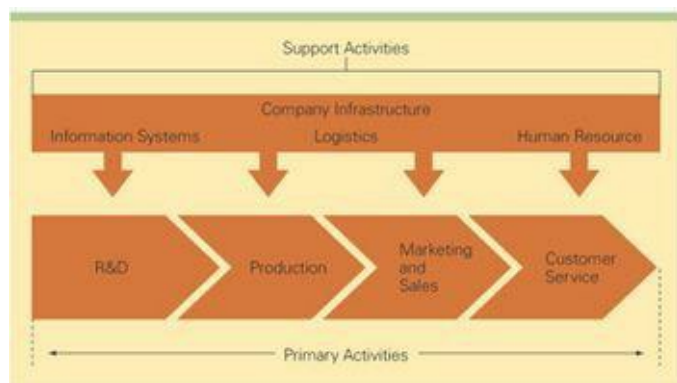 Support Activities
Company Infrastructure
Information Systems Logistics Human Resource
R&D
Production
Marketing
and
Sales
Customer
Service
Primary Activities